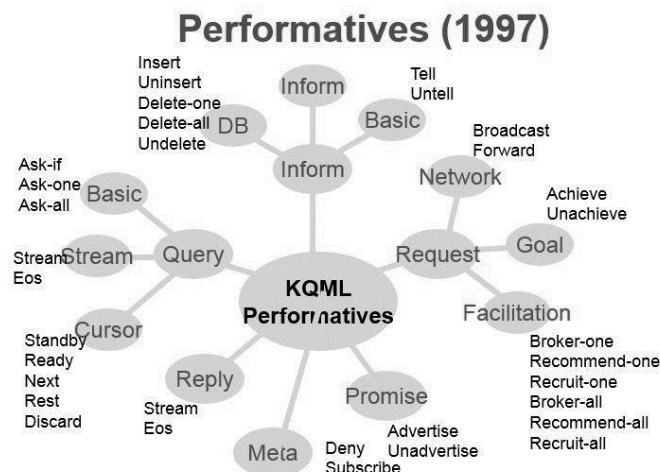 Performatives (1997)
Insert
Uninsert
Delete-one
Delete-all
Undelete
DB
Inform
Tell
Untell
Basic
Inform
Broadcast
Forward
Network
Ask-if
Ask-one
Ask-all
Basic
Achieve
Unachieve
Goal
Request
Stream
Eos
Stream
Query
KQML
Performatives
Facilitation
Cursor
Standby
Ready
Next
Rest
Discard
Broker-one
Recommend-one
Recruit-one
Broker-all
Recommend-all
Recruit-all
Reply
Stream
Eos
Promise
Advertise
Unadvertise
Meta
Deny
Subscribe